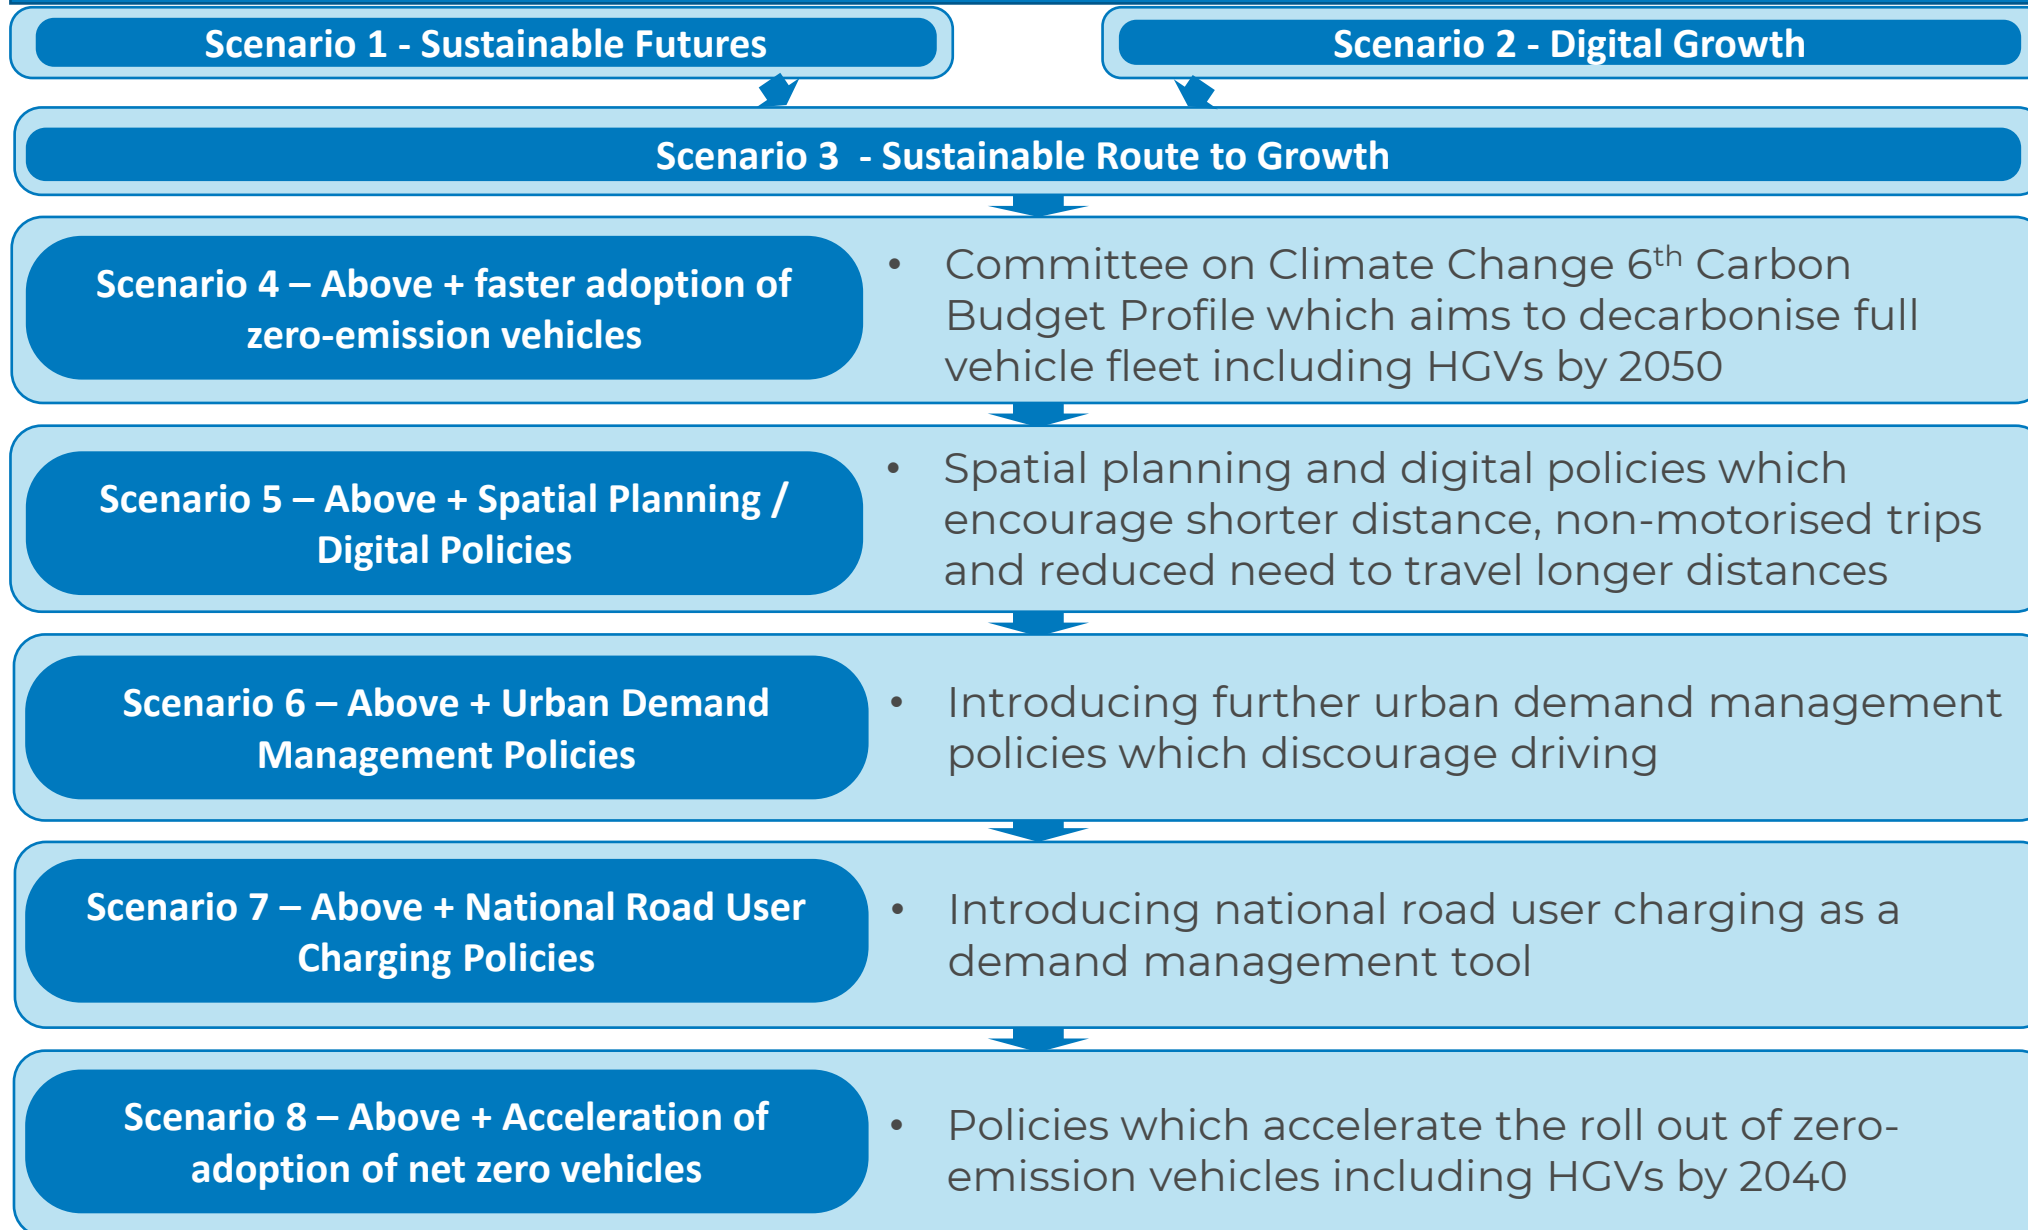 Scenario 1 - Sustainable Futures
Scenario 2 - Digital Growth
Scenario 3  - Sustainable Route to Growth
Scenario 4 – Above + faster adoption of
zero-emission vehicles
• Committee on Climate Change 6th Carbon
Budget Profile which aims to decarbonise full
vehicle fleet including HGVs by 2050
Scenario 5 – Above + Spatial Planning /
Digital Policies
• Spatial planning and digital policies which
encourage shorter distance, non-motorised trips
and reduced need to travel longer distances
Scenario 6 – Above + Urban Demand
Management Policies
• Introducing further urban demand management
policies which discourage driving
Scenario 7 – Above + National Road User
Charging Policies
• Introducing national road user charging as a
demand management tool
Scenario 8 – Above + Acceleration of
adoption of net zero vehicles
• Policies which accelerate the roll out of zero-
emission vehicles including HGVs by 2040